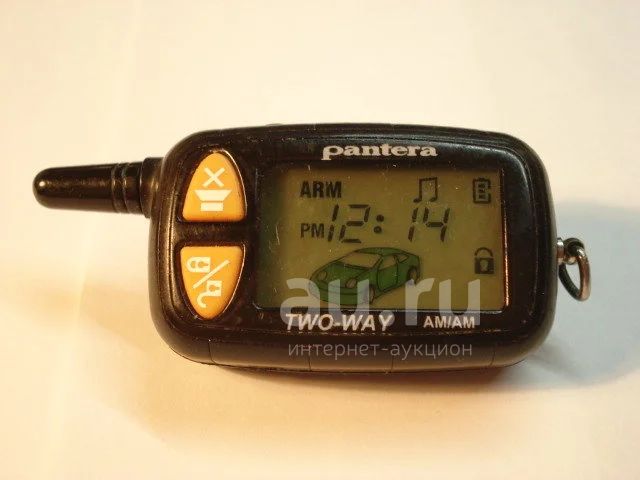 pantera
ARM
PM 12:14
au.ru
TWO-WAY AM/AM
интернет-аукцион